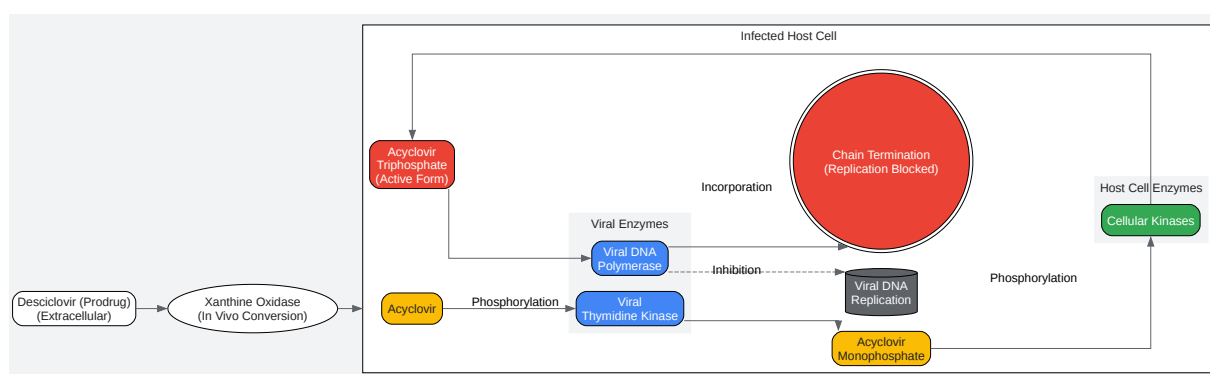 Infected Host Cell
Acyclovir
Triphosphate
(Active Form)
Chain Termination
(Replication Blocked)
Incorporation
Host Cell Enzymes
Cellular Kinases
Viral Enzymes
Viral DNA
Polymerase
Inhibition
Viral DNA
Replication
Phosphorylation
Desciclovir (Prodrug)
(Extracellular)
Xanthine Oxidase
(In Vivo Conversion)
Acyclovir
Phosphorylation
Viral
Thymidine Kinase
Acyclovir
Monophosphate